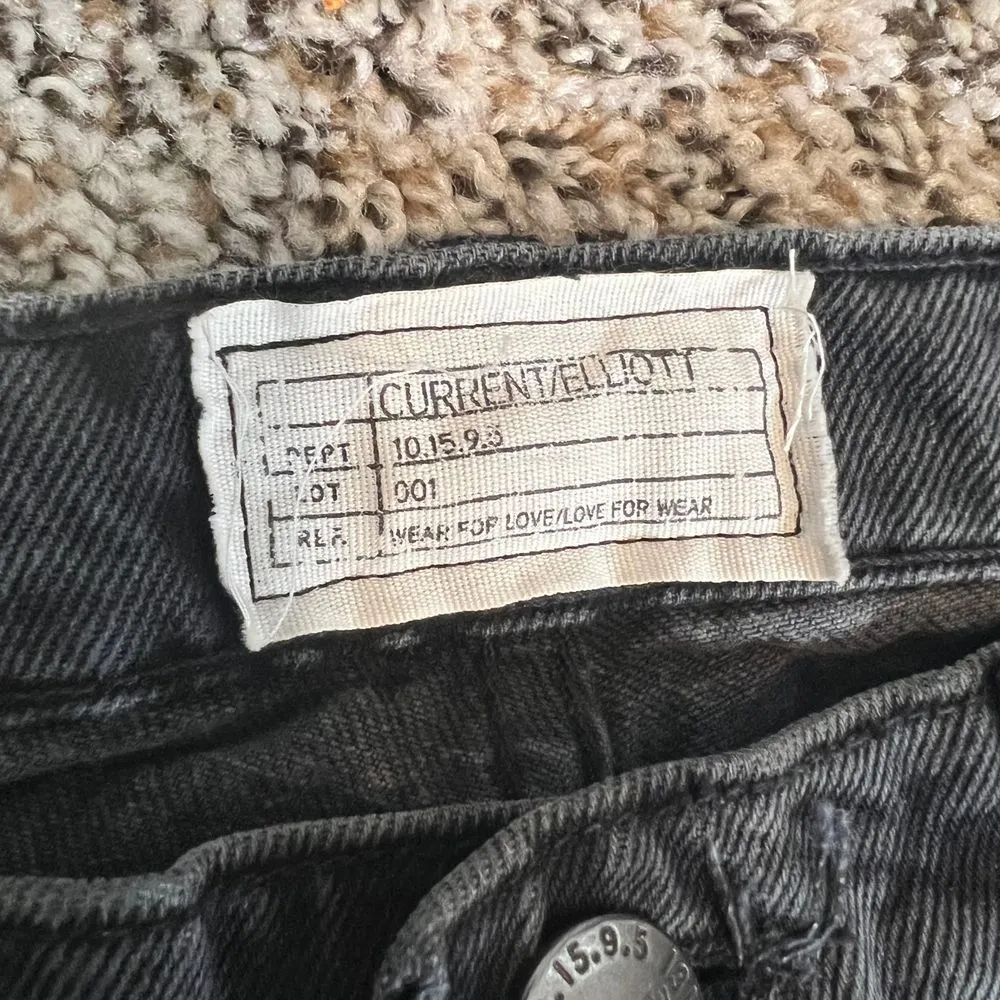 CURRENT/ELLIOTT
DEPT 10.15.9.5
LOT 001
REF. WEAR FOR LOVE/LOVE FOR WEAR
15.9.5